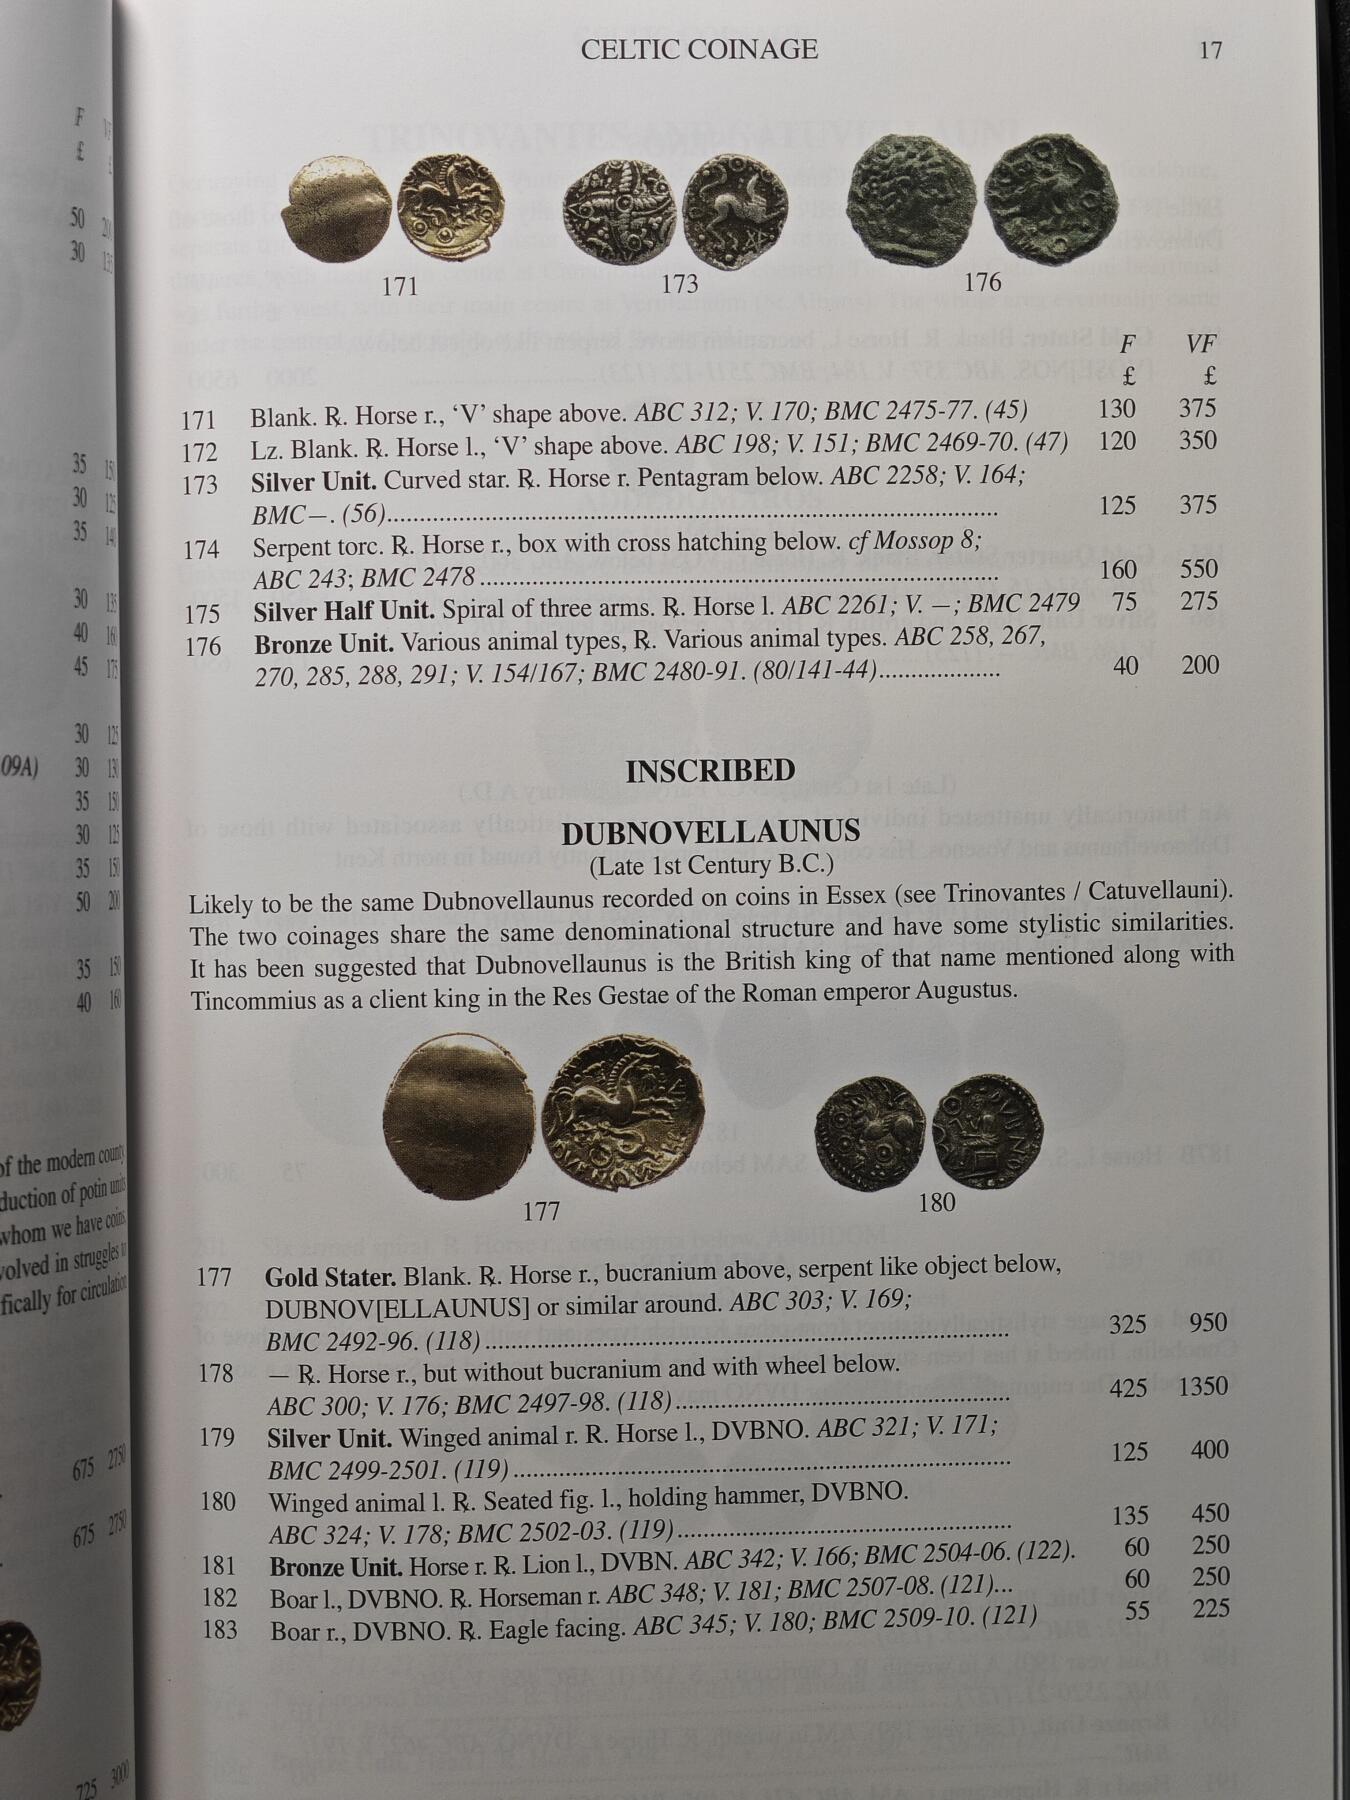 CELTIC COINAGE 17
171 173 176
F VF
£ £
171 Blank. ℞. Horse r., ‘V’ shape above. ABC 312; V. 170; BMC 2475-77. (45) 130 375
172 Lz. Blank. ℞. Horse l., ‘V’ shape above. ABC 198; V. 151; BMC 2469-70. (47) 120 350
173 Silver Unit. Curved star. ℞. Horse r. Pentagram below. ABC 2258; V. 164;
BMC—. (56)........................................ 125 375
174 Serpent torc. ℞. Horse r., box with cross hatching below. cf Mossop 8;
ABC 243; BMC 2478........................................ 160 550
175 Silver Half Unit. Spiral of three arms. ℞. Horse l. ABC 2261; V. —; BMC 2479 75 275
176 Bronze Unit. Various animal types, ℞. Various animal types. ABC 258, 267,
270, 285, 288, 291; V. 154/167; BMC 2480-91. (80/141-44)................... 40 200
INSCRIBED
DUBNOVELLAUNUS
(Late 1st Century B.C.)
Likely to be the same Dubnovellaunus recorded on coins in Essex (see Trinovantes / Catuvellauni).
The two coinages share the same denominational structure and have some stylistic similarities.
It has been suggested that Dubnovellaunus is the British king of that name mentioned along with
Tincommius as a client king in the Res Gestae of the Roman emperor Augustus.
177 180
177 Gold Stater. Blank. ℞. Horse r., bucranium above, serpent like object below,
DUBNOV[ELLAUNUS] or similar around. ABC 303; V. 169;
BMC 2492-96. (118)........................................ 325 950
178 — ℞. Horse r., but without bucranium and with wheel below.
ABC 300; V. 176; BMC 2497-98. (118)........................................ 425 1350
179 Silver Unit. Winged animal r. R. Horse l., DVBNO. ABC 321; V. 171;
BMC 2499-2501. (119)........................................ 125 400
180 Winged animal l. ℞. Seated fig. l., holding hammer, DVBNO.
ABC 324; V. 178; BMC 2502-03. (119)........................................ 135 450
181 Bronze Unit. Horse r. ℞. Lion l., DVBN. ABC 342; V. 166; BMC 2504-06. (122). 60 250
182 Boar l., DVBNO. ℞. Horseman r. ABC 348; V. 181; BMC 2507-08. (121)... 60 250
183 Boar r., DVBNO. ℞. Eagle facing. ABC 345; V. 180; BMC 2509-10. (121) 55 225